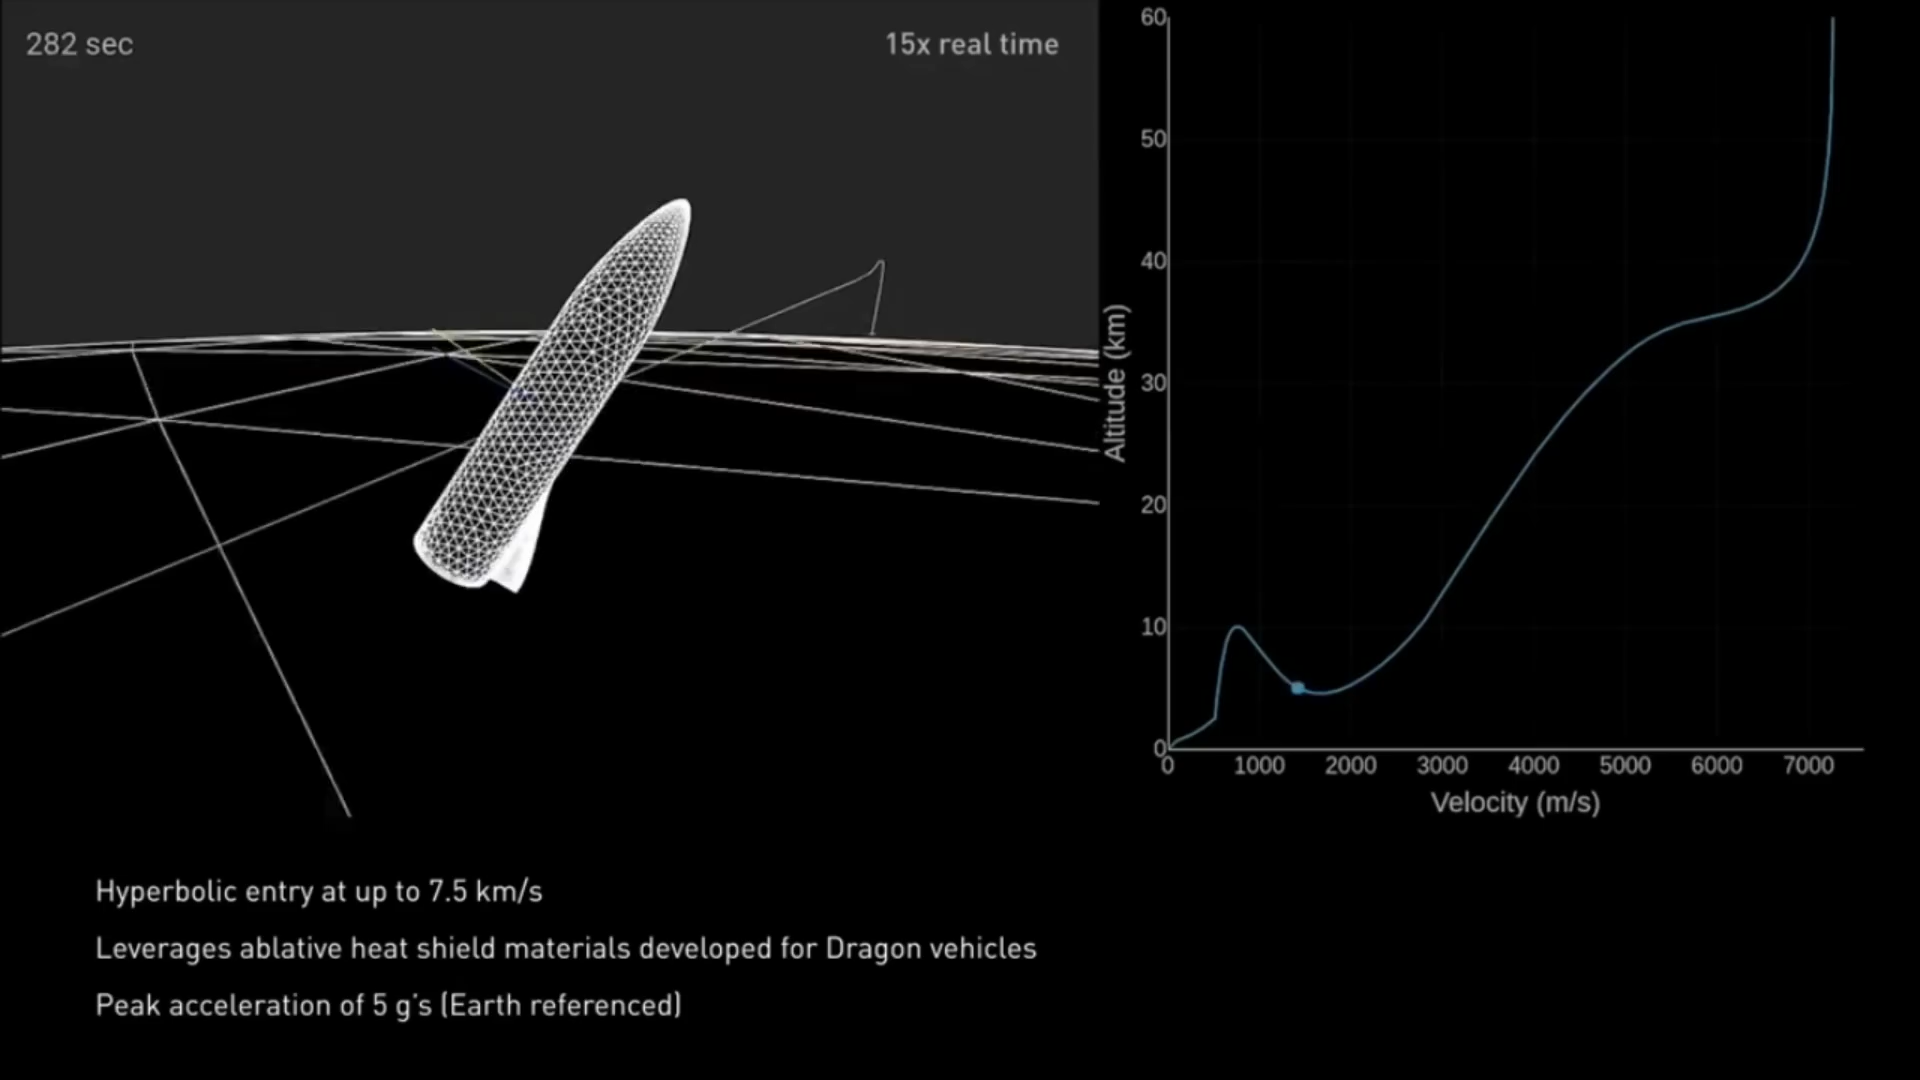 282 sec
15x real time
60
50
40
30
20
10
0
Altitude (km)
0 1000 2000 3000 4000 5000 6000 7000
Velocity (m/s)
Hyperbolic entry at up to 7.5 km/s
Leverages ablative heat shield materials developed for Dragon vehicles
Peak acceleration of 5 g's (Earth referenced)